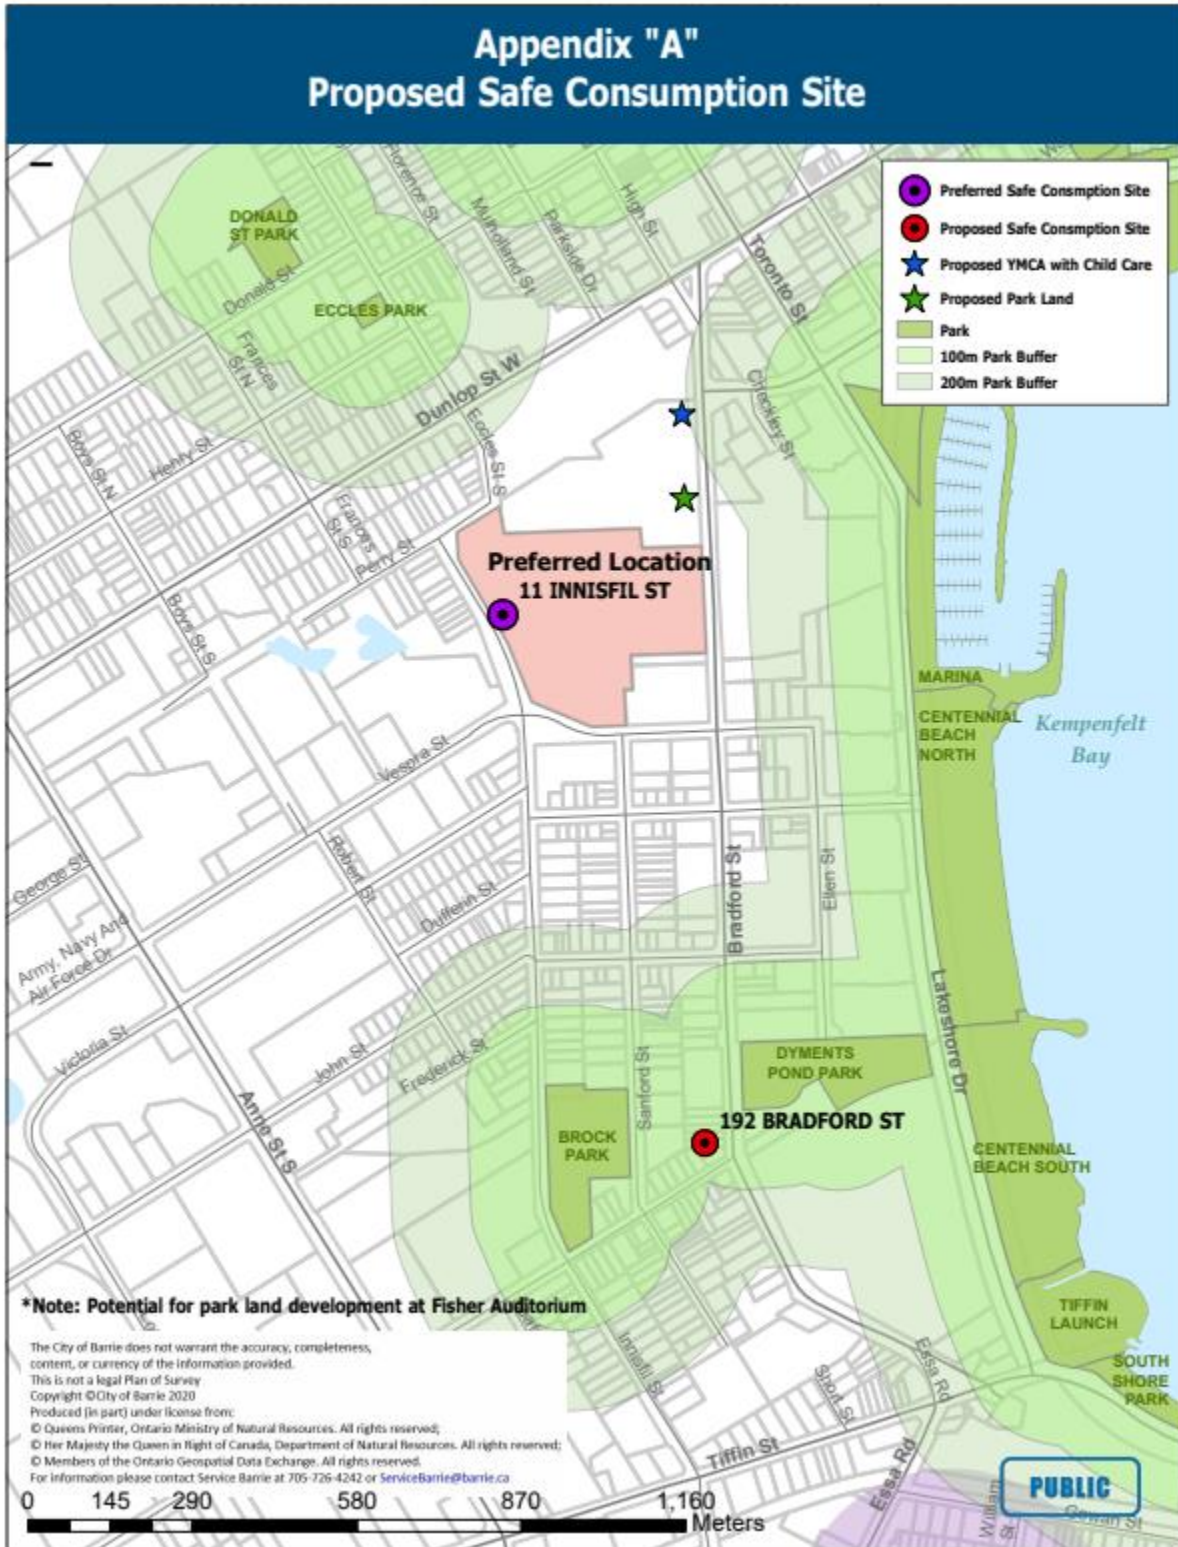 Appendix "A"
Proposed Safe Consumption Site
Preferred Safe Consmption Site
Proposed Safe Consmption Site
Proposed YMCA with Child Care
Proposed Park Land
Park
100m Park Buffer
200m Park Buffer
Florence St
Mulholland St
Parkside Dr
High St
Toronto St
DONALD
ST PARK
Donald St
ECCLES PARK
Frances
St N
Dunlop St W
Checkley St
Eccles St S
Boys St N
Henry St
Frances
St S
Perry St
Preferred Location
11 INNISFIL ST
Boys St S
MARINA
CENTENNIAL
BEACH
NORTH
Kempenfelt
Bay
Vespra St
George St
Robert St
Dufferin St
Bradford St
Ellen St
Army, Navy And
Air Force Dr
Victoria St
John St
Frederick St
Sanford St
Lakeshore Dr
DYMENTS
POND PARK
Anne St S
BROCK
PARK
192 BRADFORD ST
CENTENNIAL
BEACH SOUTH
*Note: Potential for park land development at Fisher Auditorium
TIFFIN
LAUNCH
SOUTH
SHORE
PARK
Innisfil St
Short St
Essa Rd
Tiffin St
Essa Rd
William
St
Gowan St
The City of Barrie does not warrant the accuracy, completeness,
content, or currency of the information provided.
This is not a legal Plan of Survey
Copyright ©City of Barrie 2020
Produced (in part) under license from:
© Queens Printer, Ontario Ministry of Natural Resources. All rights reserved;
© Her Majesty the Queen in Right of Canada, Department of Natural Resources. All rights reserved;
© Members of the Ontario Geospatial Data Exchange. All rights reserved.
For information please contact Service Barrie at 705-726-4242 or ServiceBarrie@barrie.ca
PUBLIC
0 145 290 580 870 1,160
Meters